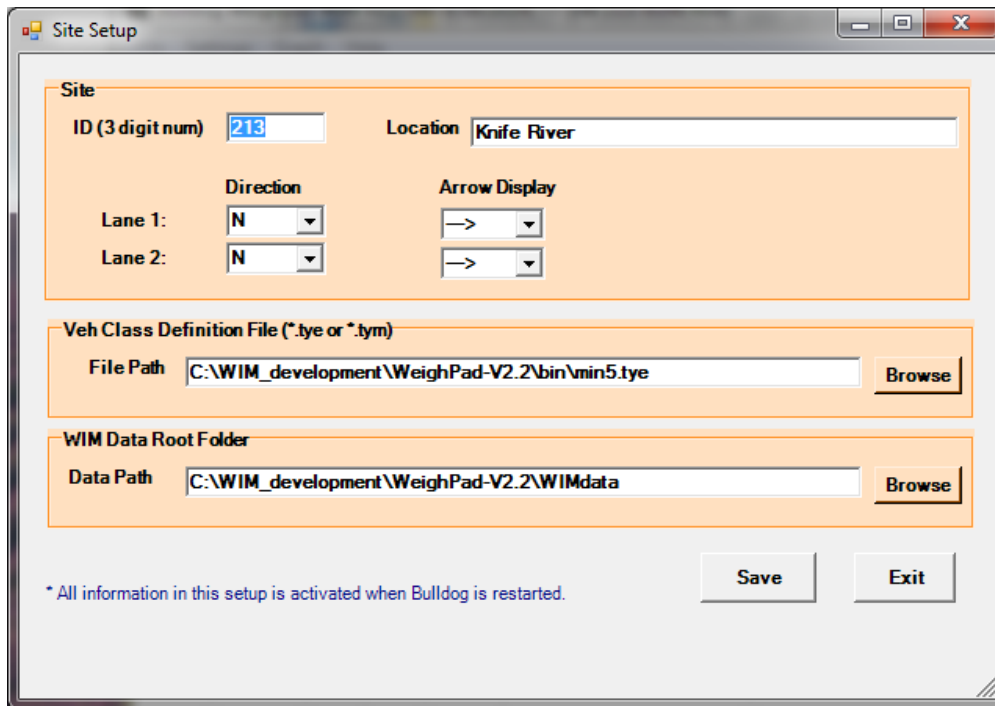 Site Setup
Site
ID (3 digit num) 213 Location Knife River
Direction Arrow Display
Lane 1: N —>
Lane 2: N —>
Veh Class Definition File (*.tye or *.tym)
File Path C:\WIM_development\WeighPad-V2.2\bin\min5.tye Browse
WIM Data Root Folder
Data Path C:\WIM_development\WeighPad-V2.2\WIMdata Browse
* All information in this setup is activated when Bulldog is restarted. Save Exit